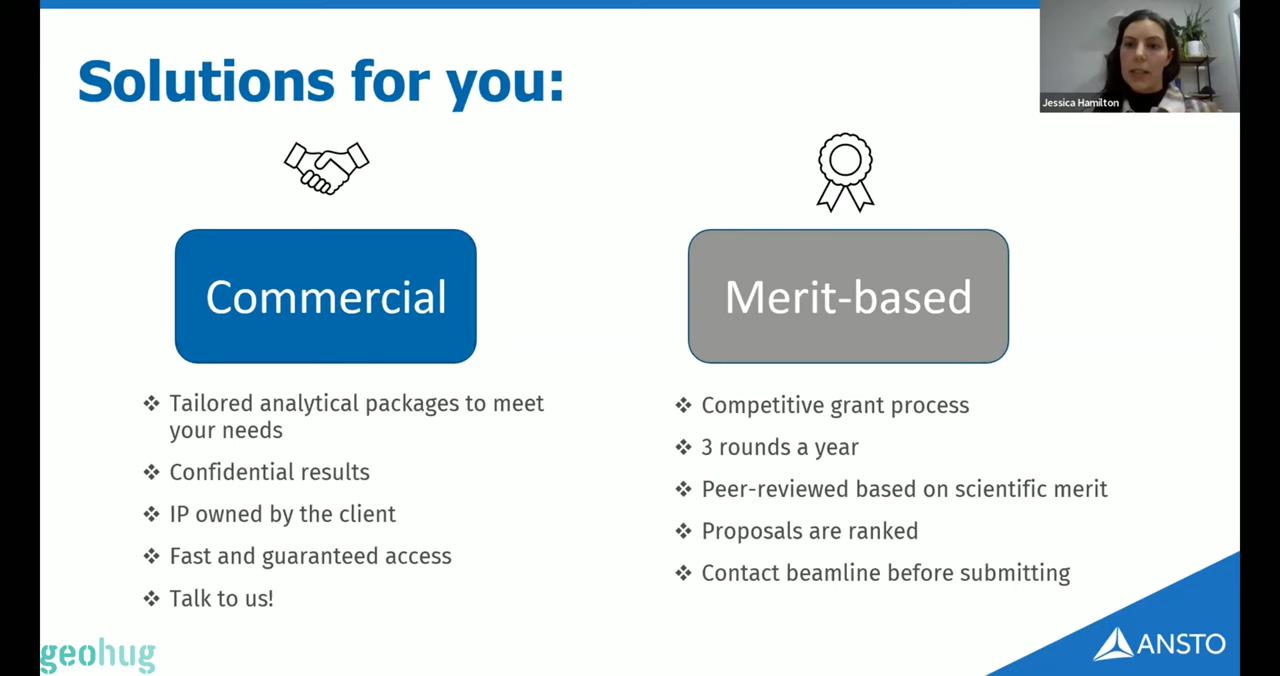 Solutions for you:
Jessica Hamilton
Commercial
Tailored analytical packages to meet
your needs
Confidential results
IP owned by the client
Fast and guaranteed access
Talk to us!
Merit-based
Competitive grant process
3 rounds a year
Peer-reviewed based on scientific merit
Proposals are ranked
Contact beamline before submitting
geohug
ANSTO